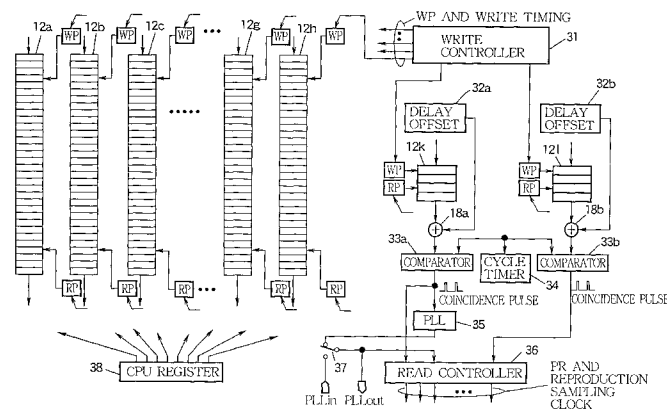 WP AND WRITE TIMING
12a
12b
12c
12g
12h
WP
WP
WP
WP
WP
WRITE
CONTROLLER
31
32a
32b
DELAY
OFFSET
DELAY
OFFSET
12k
12l
WP
RP
WP
RP
18a
18b
33a
33b
COMPARATOR
CYCLE
TIMER
COMPARATOR
34
RP
RP
RP
RP
RP
COINCIDENCE PULSE
COINCIDENCE PULSE
PLL
35
37
36
38
CPU REGISTER
READ CONTROLLER
PLLin
PLLout
PR AND
REPRODUCTION
SAMPLING
CLOCK